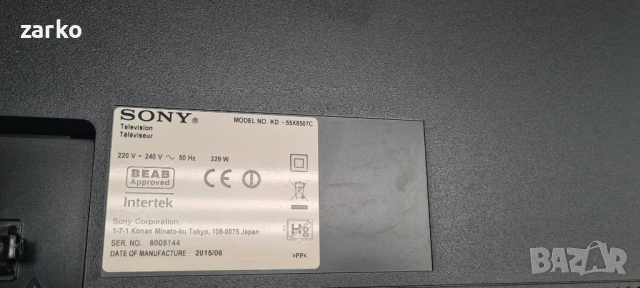 zarko
SONY®
Television
Téléviseur
MODEL NO. KD - 55X8507C
220 V - 240 V ~ 50 Hz 229 W
BEAB
Approved
Intertek
CE
Hg
Sony Corporation
1-7-1 Konan Minato-ku Tokyo, 108-0075 Japan
SER. NO. 6005144
DATE OF MANUFACTURE 2015/06
>PP<
BAZAR
bg